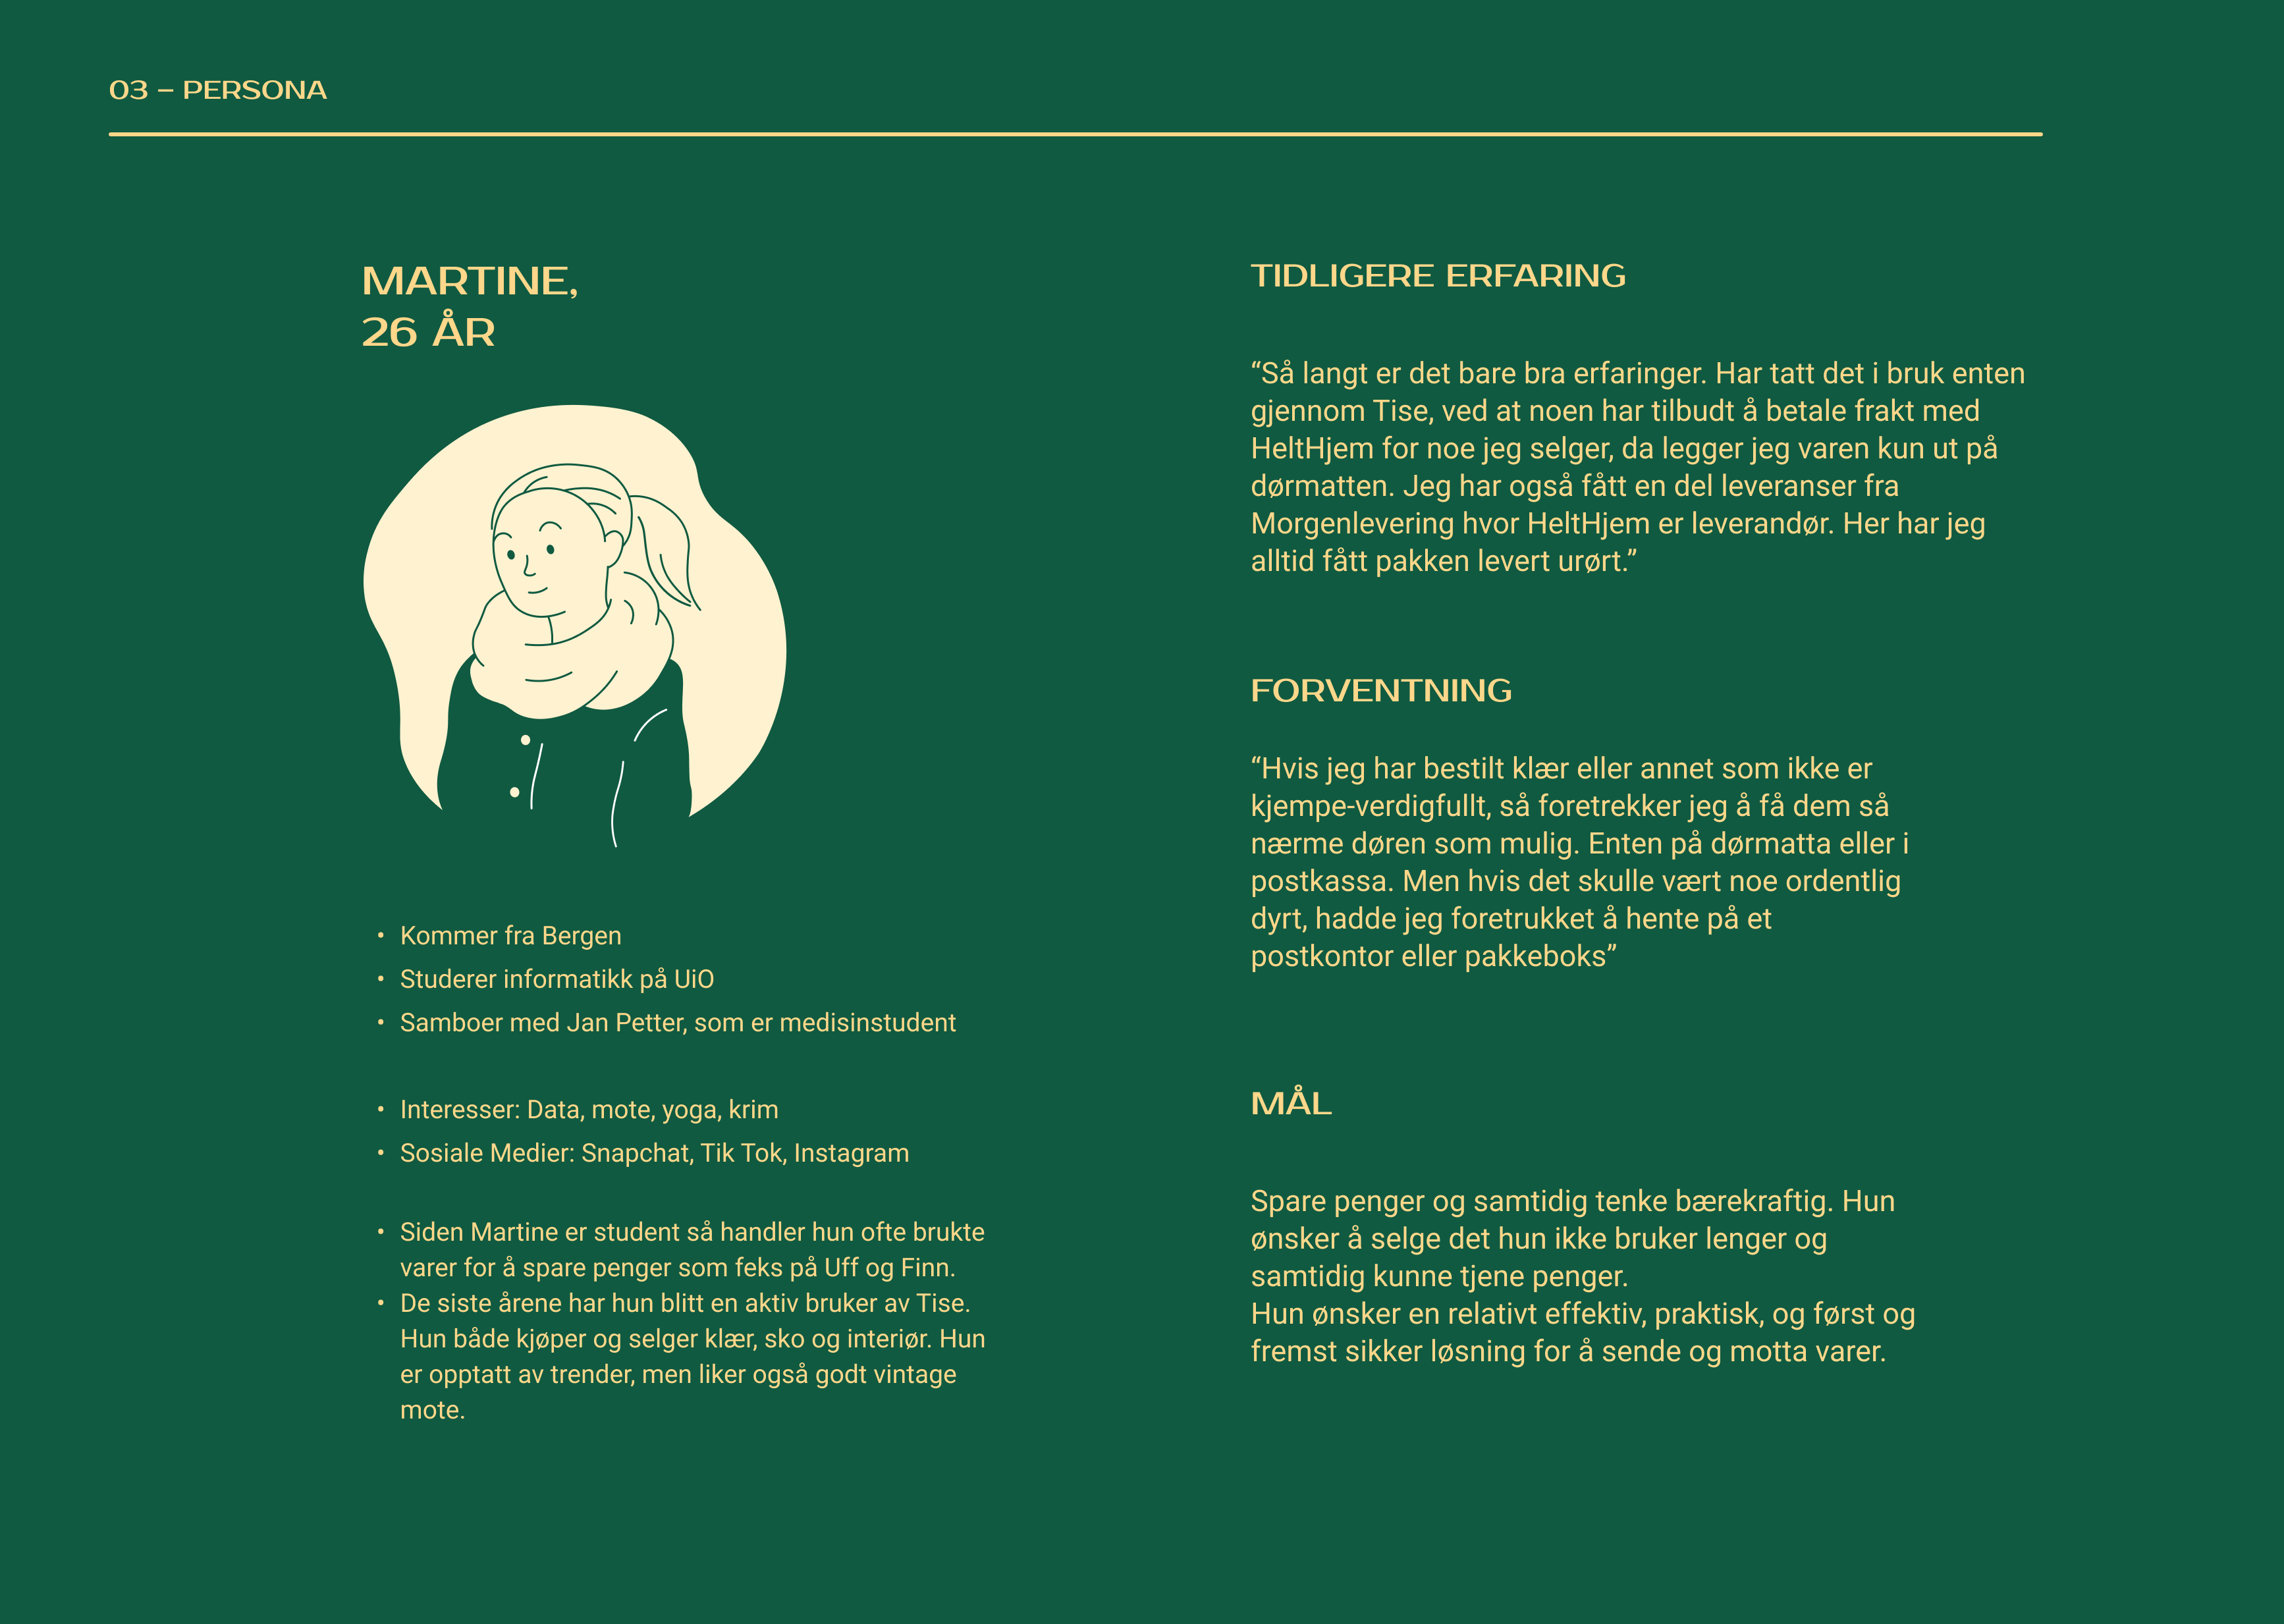 03 – PERSONA
MARTINE,
26 ÅR
• Kommer fra Bergen
• Studerer informatikk på UiO
• Samboer med Jan Petter, som er medisinstudent
• Interesser: Data, mote, yoga, krim
• Sosiale Medier: Snapchat, Tik Tok, Instagram
• Siden Martine er student så handler hun ofte brukte
varer for å spare penger som feks på Uff og Finn.
• De siste årene har hun blitt en aktiv bruker av Tise.
Hun både kjøper og selger klær, sko og interiør. Hun
er opptatt av trender, men liker også godt vintage
mote.
TIDLIGERE ERFARING
“Så langt er det bare bra erfaringer. Har tatt det i bruk enten
gjennom Tise, ved at noen har tilbudt å betale frakt med
HeltHjem for noe jeg selger, da legger jeg varen kun ut på
dørmatten. Jeg har også fått en del leveranser fra
Morgenlevering hvor HeltHjem er leverandør. Her har jeg
alltid fått pakken levert urørt.”
FORVENTNING
“Hvis jeg har bestilt klær eller annet som ikke er
kjempe-verdigfullt, så foretrekker jeg å få dem så
nærme døren som mulig. Enten på dørmatta eller i
postkassa. Men hvis det skulle vært noe ordentlig
dyrt, hadde jeg foretrukket å hente på et
postkontor eller pakkeboks”
MÅL
Spare penger og samtidig tenke bærekraftig. Hun
ønsker å selge det hun ikke bruker lenger og
samtidig kunne tjene penger.
Hun ønsker en relativt effektiv, praktisk, og først og
fremst sikker løsning for å sende og motta varer.